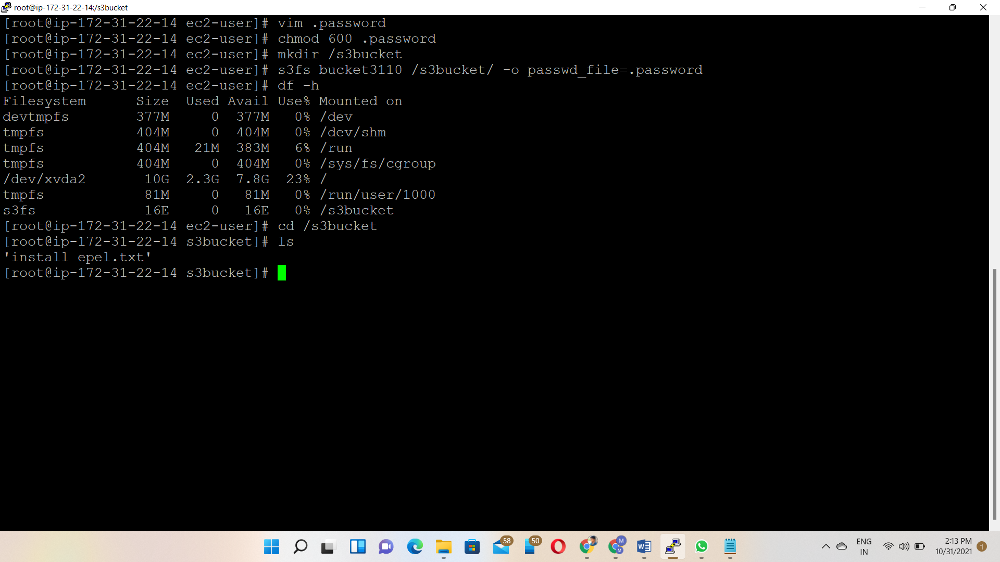 root@ip-172-31-22-14:/s3bucket
[root@ip-172-31-22-14 ec2-user]# vim .password
[root@ip-172-31-22-14 ec2-user]# chmod 600 .password
[root@ip-172-31-22-14 ec2-user]# mkdir /s3bucket
[root@ip-172-31-22-14 ec2-user]# s3fs bucket3110 /s3bucket/ -o passwd_file=.password
[root@ip-172-31-22-14 ec2-user]# df -h
Filesystem      Size  Used Avail Use% Mounted on
devtmpfs        377M     0  377M   0% /dev
tmpfs           404M     0  404M   0% /dev/shm
tmpfs           404M   21M  383M   6% /run
tmpfs           404M     0  404M   0% /sys/fs/cgroup
/dev/xvda2       10G  2.3G  7.8G  23% /
tmpfs            81M     0   81M   0% /run/user/1000
s3fs             16E     0   16E   0% /s3bucket
[root@ip-172-31-22-14 ec2-user]# cd /s3bucket
[root@ip-172-31-22-14 s3bucket]# ls
'install epel.txt'
[root@ip-172-31-22-14 s3bucket]#
58
50
M
M
W
ENG
IN
2:13 PM
10/31/2021
1